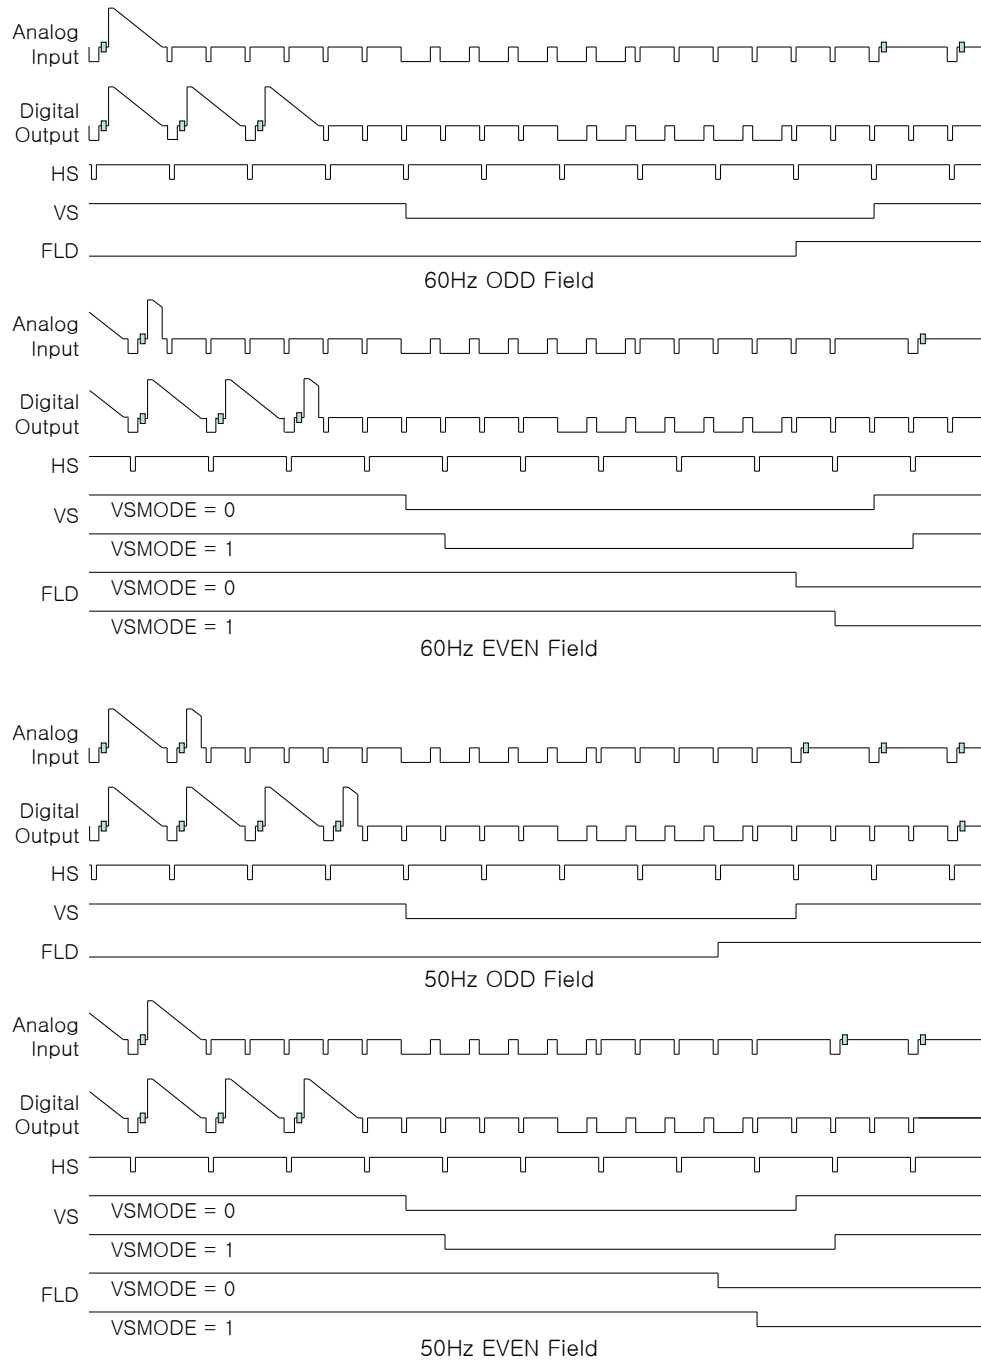 Analog
Input
Digital
Output
HS
VS
FLD
60Hz ODD Field
Analog
Input
Digital
Output
HS
VS
VSMODE = 0
VSMODE = 1
FLD
VSMODE = 0
VSMODE = 1
60Hz EVEN Field
Analog
Input
Digital
Output
HS
VS
FLD
50Hz ODD Field
Analog
Input
Digital
Output
HS
VS
VSMODE = 0
VSMODE = 1
FLD
VSMODE = 0
VSMODE = 1
50Hz EVEN Field